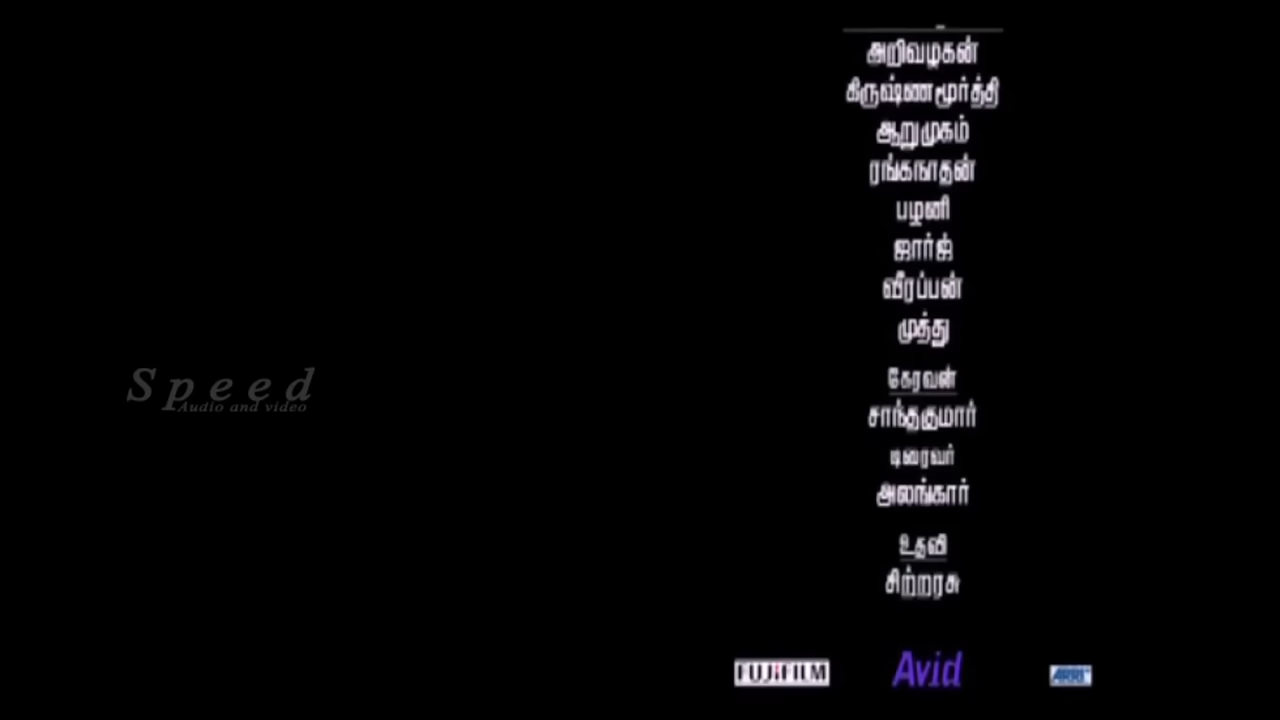 அறிவழகன்
கிருஷ்ணமூர்த்தி
ஆறுமுகம்
ரங்கநாதன்
பழனி
ஜார்ஜ்
வீரப்பன்
முத்து
கேரவன்
சாந்தகுமார்
டிரைவர்
அலங்கார்
உதவி
சிற்றரசு
Speed
Audio and video
FUJIFILM
Avid
ARRI